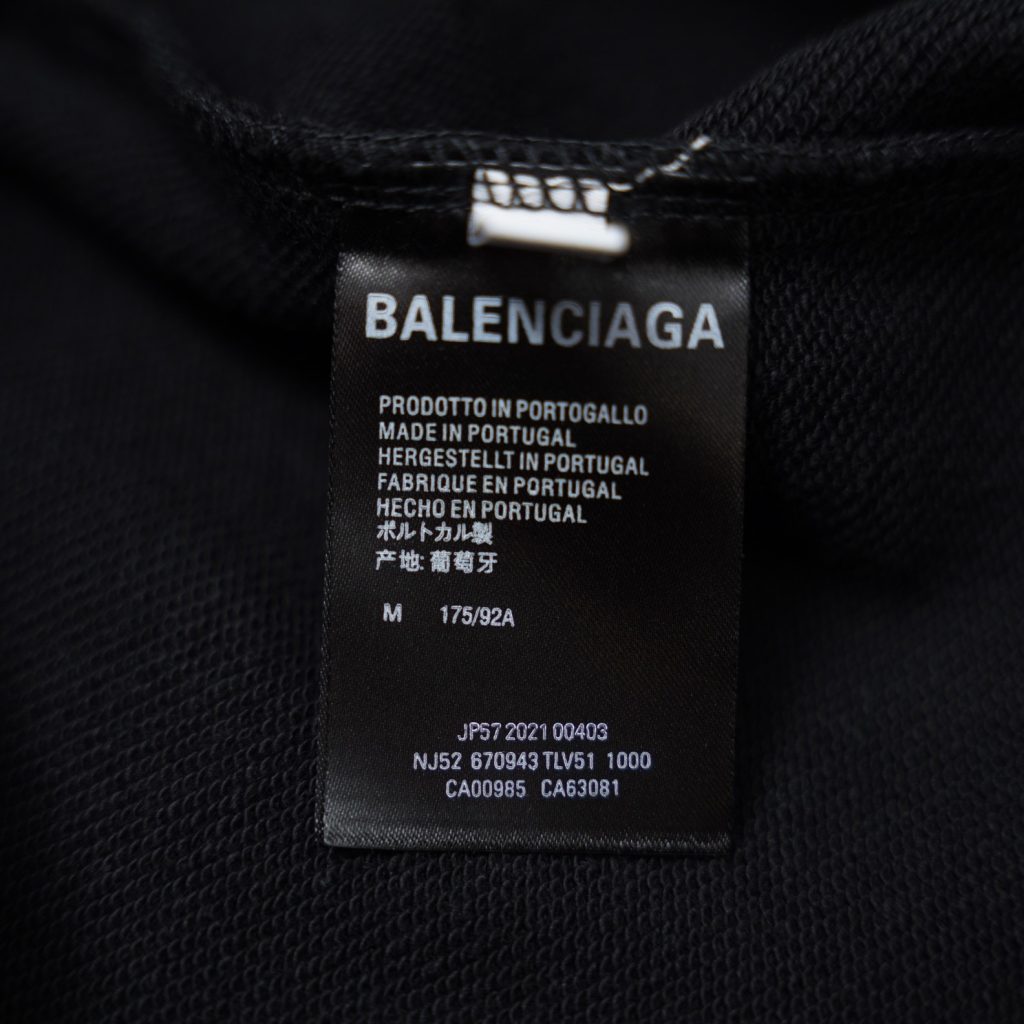 BALENCIAGA
PRODOTTO IN PORTOGALLO
MADE IN PORTUGAL
HERGESTELLT IN PORTUGAL
FABRIQUE EN PORTUGAL
HECHO EN PORTUGAL
ポルトカル製
产地: 葡萄牙
M 175/92A
JP57 2021 00403
NJ52 670943 TLV51 1000
CA00985 CA63081